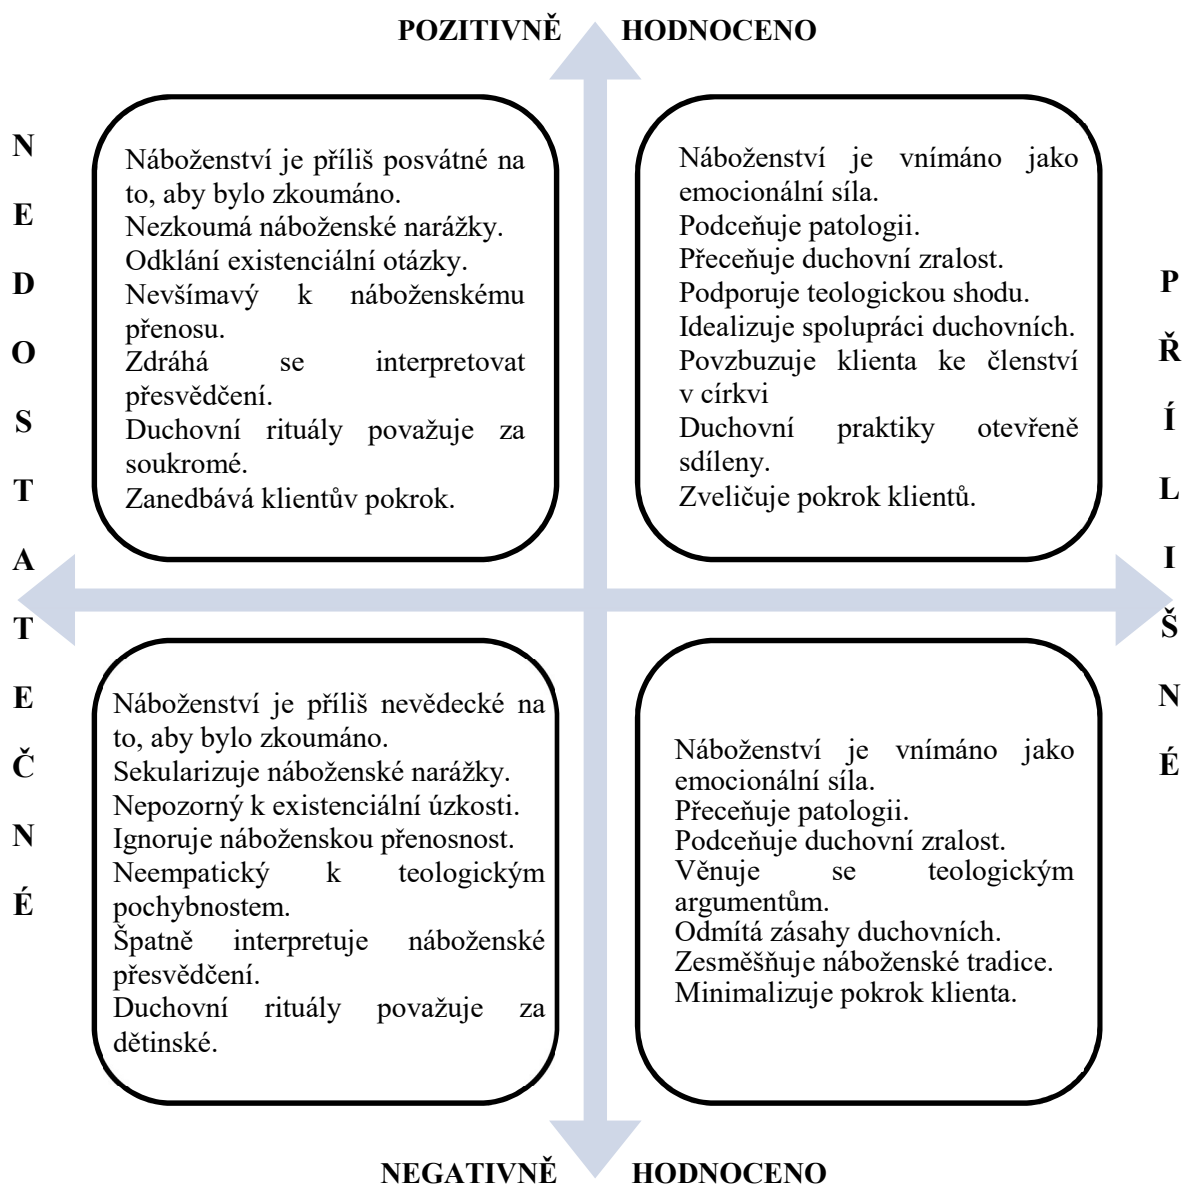 POZITIVNĚ HODNOCENO
NEDOSTATEČNÉ
Náboženství je příliš posvátné na
to, aby bylo zkoumáno.
Nezkoumá náboženské narážky.
Odklání existenciální otázky.
Nevšímavý k náboženskému
přenosu.
Zdráhá se interpretovat
přesvědčení.
Duchovní rituály považuje za
soukromé.
Zanedbává klientův pokrok.
Náboženství je vnímáno jako
emocionální síla.
Podceňuje patologii.
Přeceňuje duchovní zralost.
Podporuje teologickou shodu.
Idealizuje spolupráci duchovních.
Povzbuzuje klienta ke členství
v církvi
Duchovní praktiky otevřeně
sdíleny.
Zveličuje pokrok klientů.
PŘÍLIŠNÉ
Náboženství je příliš nevědecké na
to, aby bylo zkoumáno.
Sekularizuje náboženské narážky.
Nepozorný k existenciální úzkosti.
Ignoruje náboženskou přenosnost.
Neempatický k teologickým
pochybnostem.
Špatně interpretuje náboženské
přesvědčení.
Duchovní rituály považuje za
dětinské.
Náboženství je vnímáno jako
emocionální síla.
Přeceňuje patologii.
Podceňuje duchovní zralost.
Věnuje se teologickým
argumentům.
Odmítá zásahy duchovních.
Zesměšňuje náboženské tradice.
Minimalizuje pokrok klienta.
NEGATIVNĚ HODNOCENO